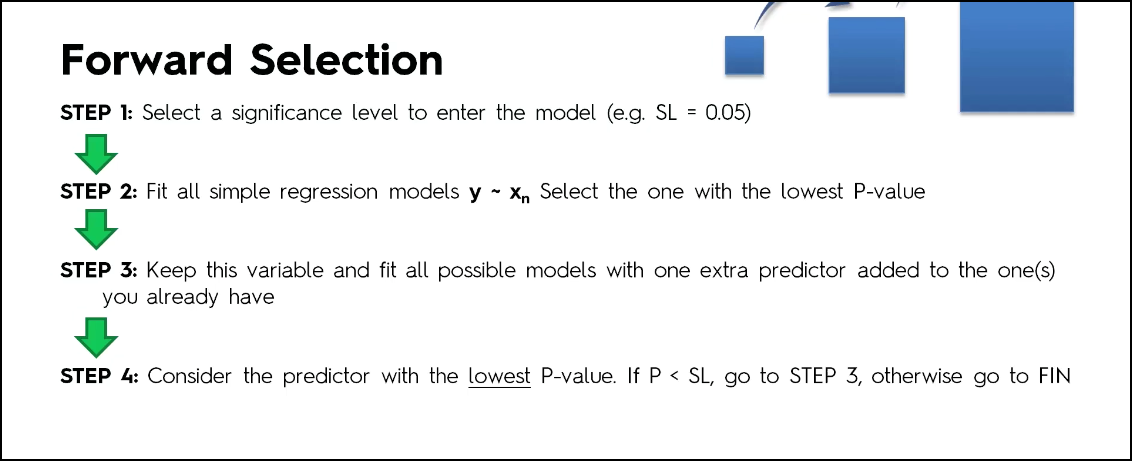 Forward Selection
STEP 1: Select a significance level to enter the model (e.g. SL = 0.05)
STEP 2: Fit all simple regression models y ~ xn Select the one with the lowest P-value
STEP 3: Keep this variable and fit all possible models with one extra predictor added to the one(s)
you already have
STEP 4: Consider the predictor with the lowest P-value. If P < SL, go to STEP 3, otherwise go to FIN